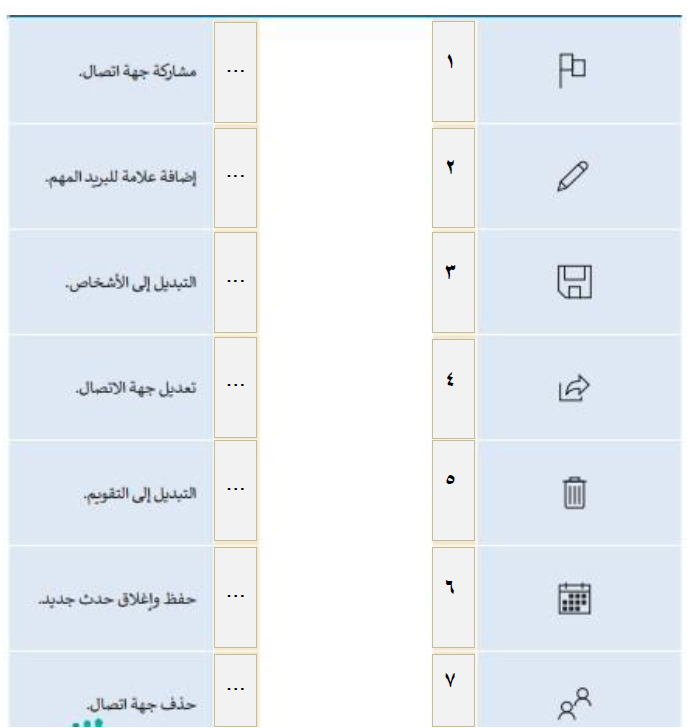 ١ ... مشاركة جهة اتصال.
٢ ... إضافة علامة للبريد المهم.
٣ ... التبديل إلى الأشخاص.
٤ ... تعديل جهة الاتصال.
٥ ... التبديل إلى التقويم.
٦ ... حفظ وإغلاق حدث جديد.
٧ ... حذف جهة اتصال.